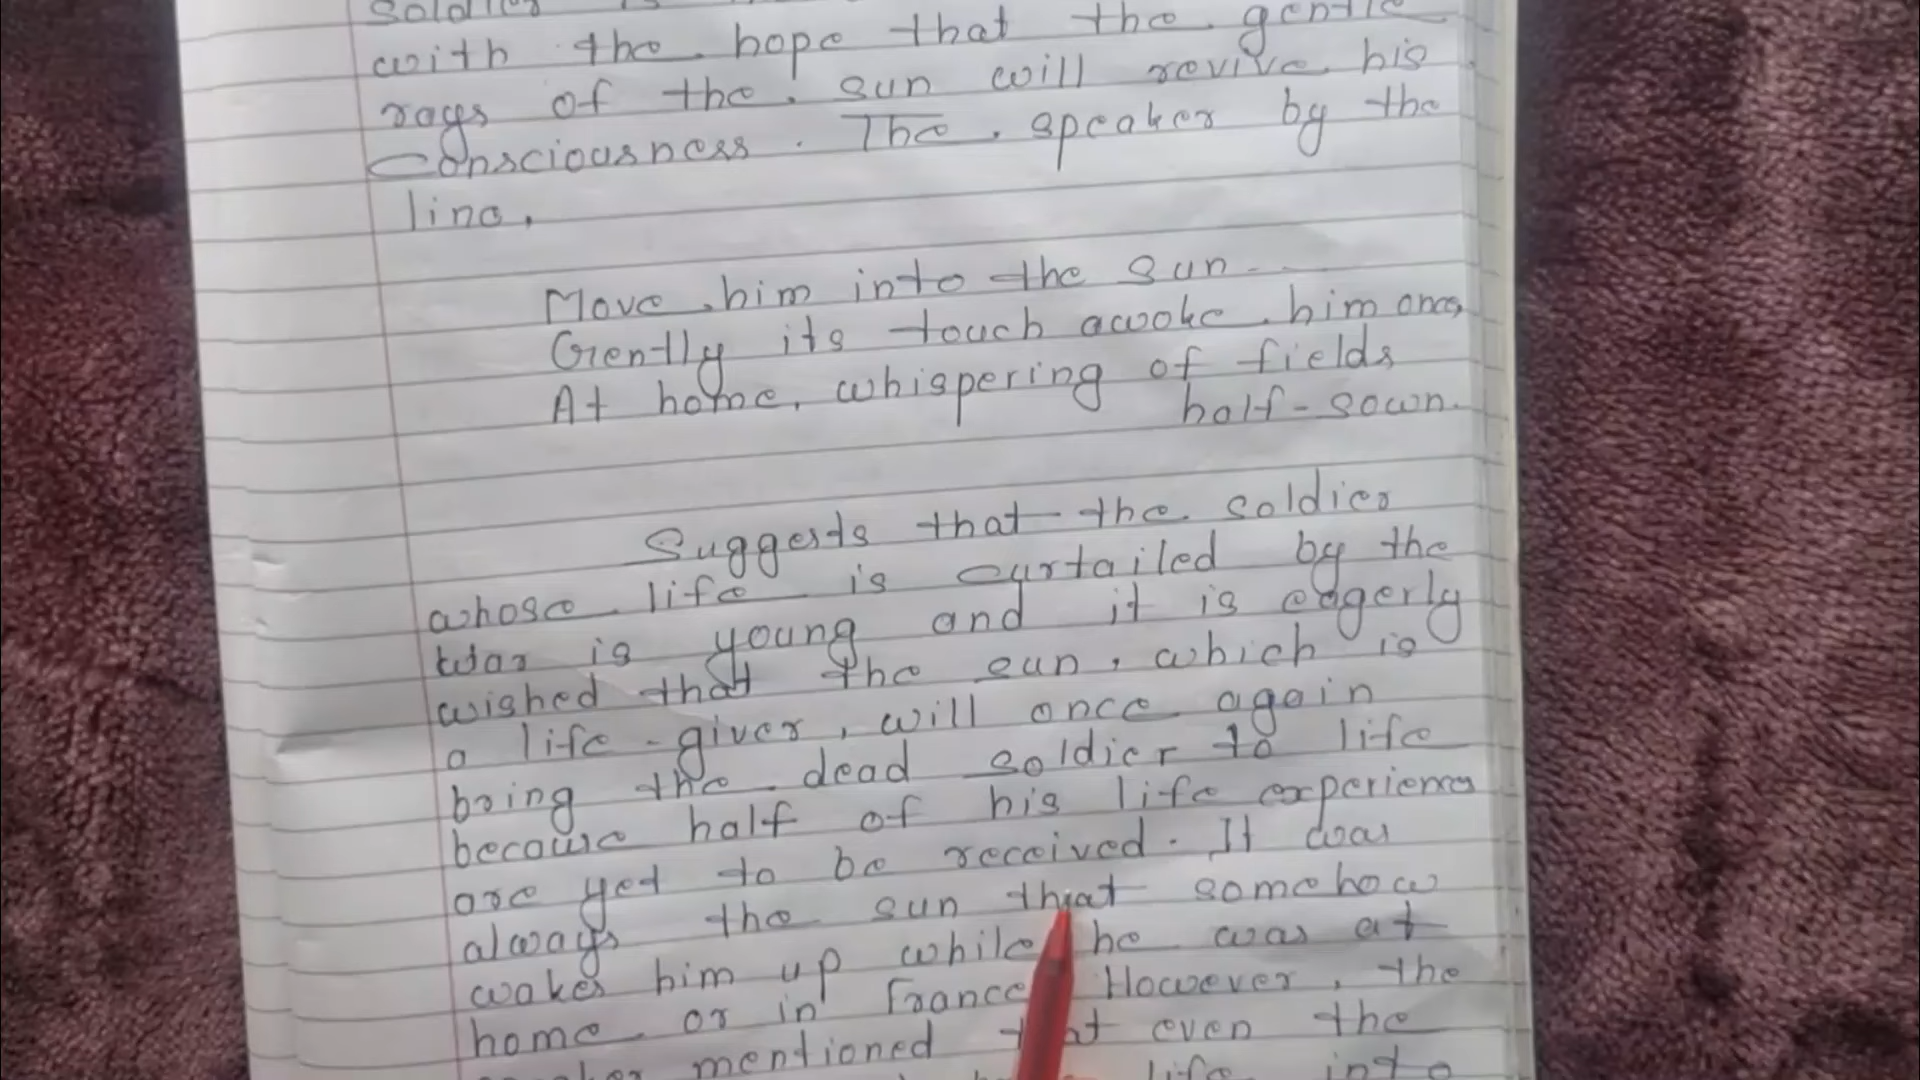 with the hope that the gentle
rays of the sun will revive his
consciousness. The speaker by the
line,
Move him into the sun
Gently its touch awoke him once,
At home, whispering of fields
half-sown.
Suggests that the soldier
whose life is curtailed by the
war is young and it is eagerly
wished that the sun, which is
a life-giver, will once again
bring the dead soldier to life
because half of his life experiences
are yet to be received. It was
always the sun that somehow
wakes him up while he was at
home or in France However, the
mentioned that even the
life into